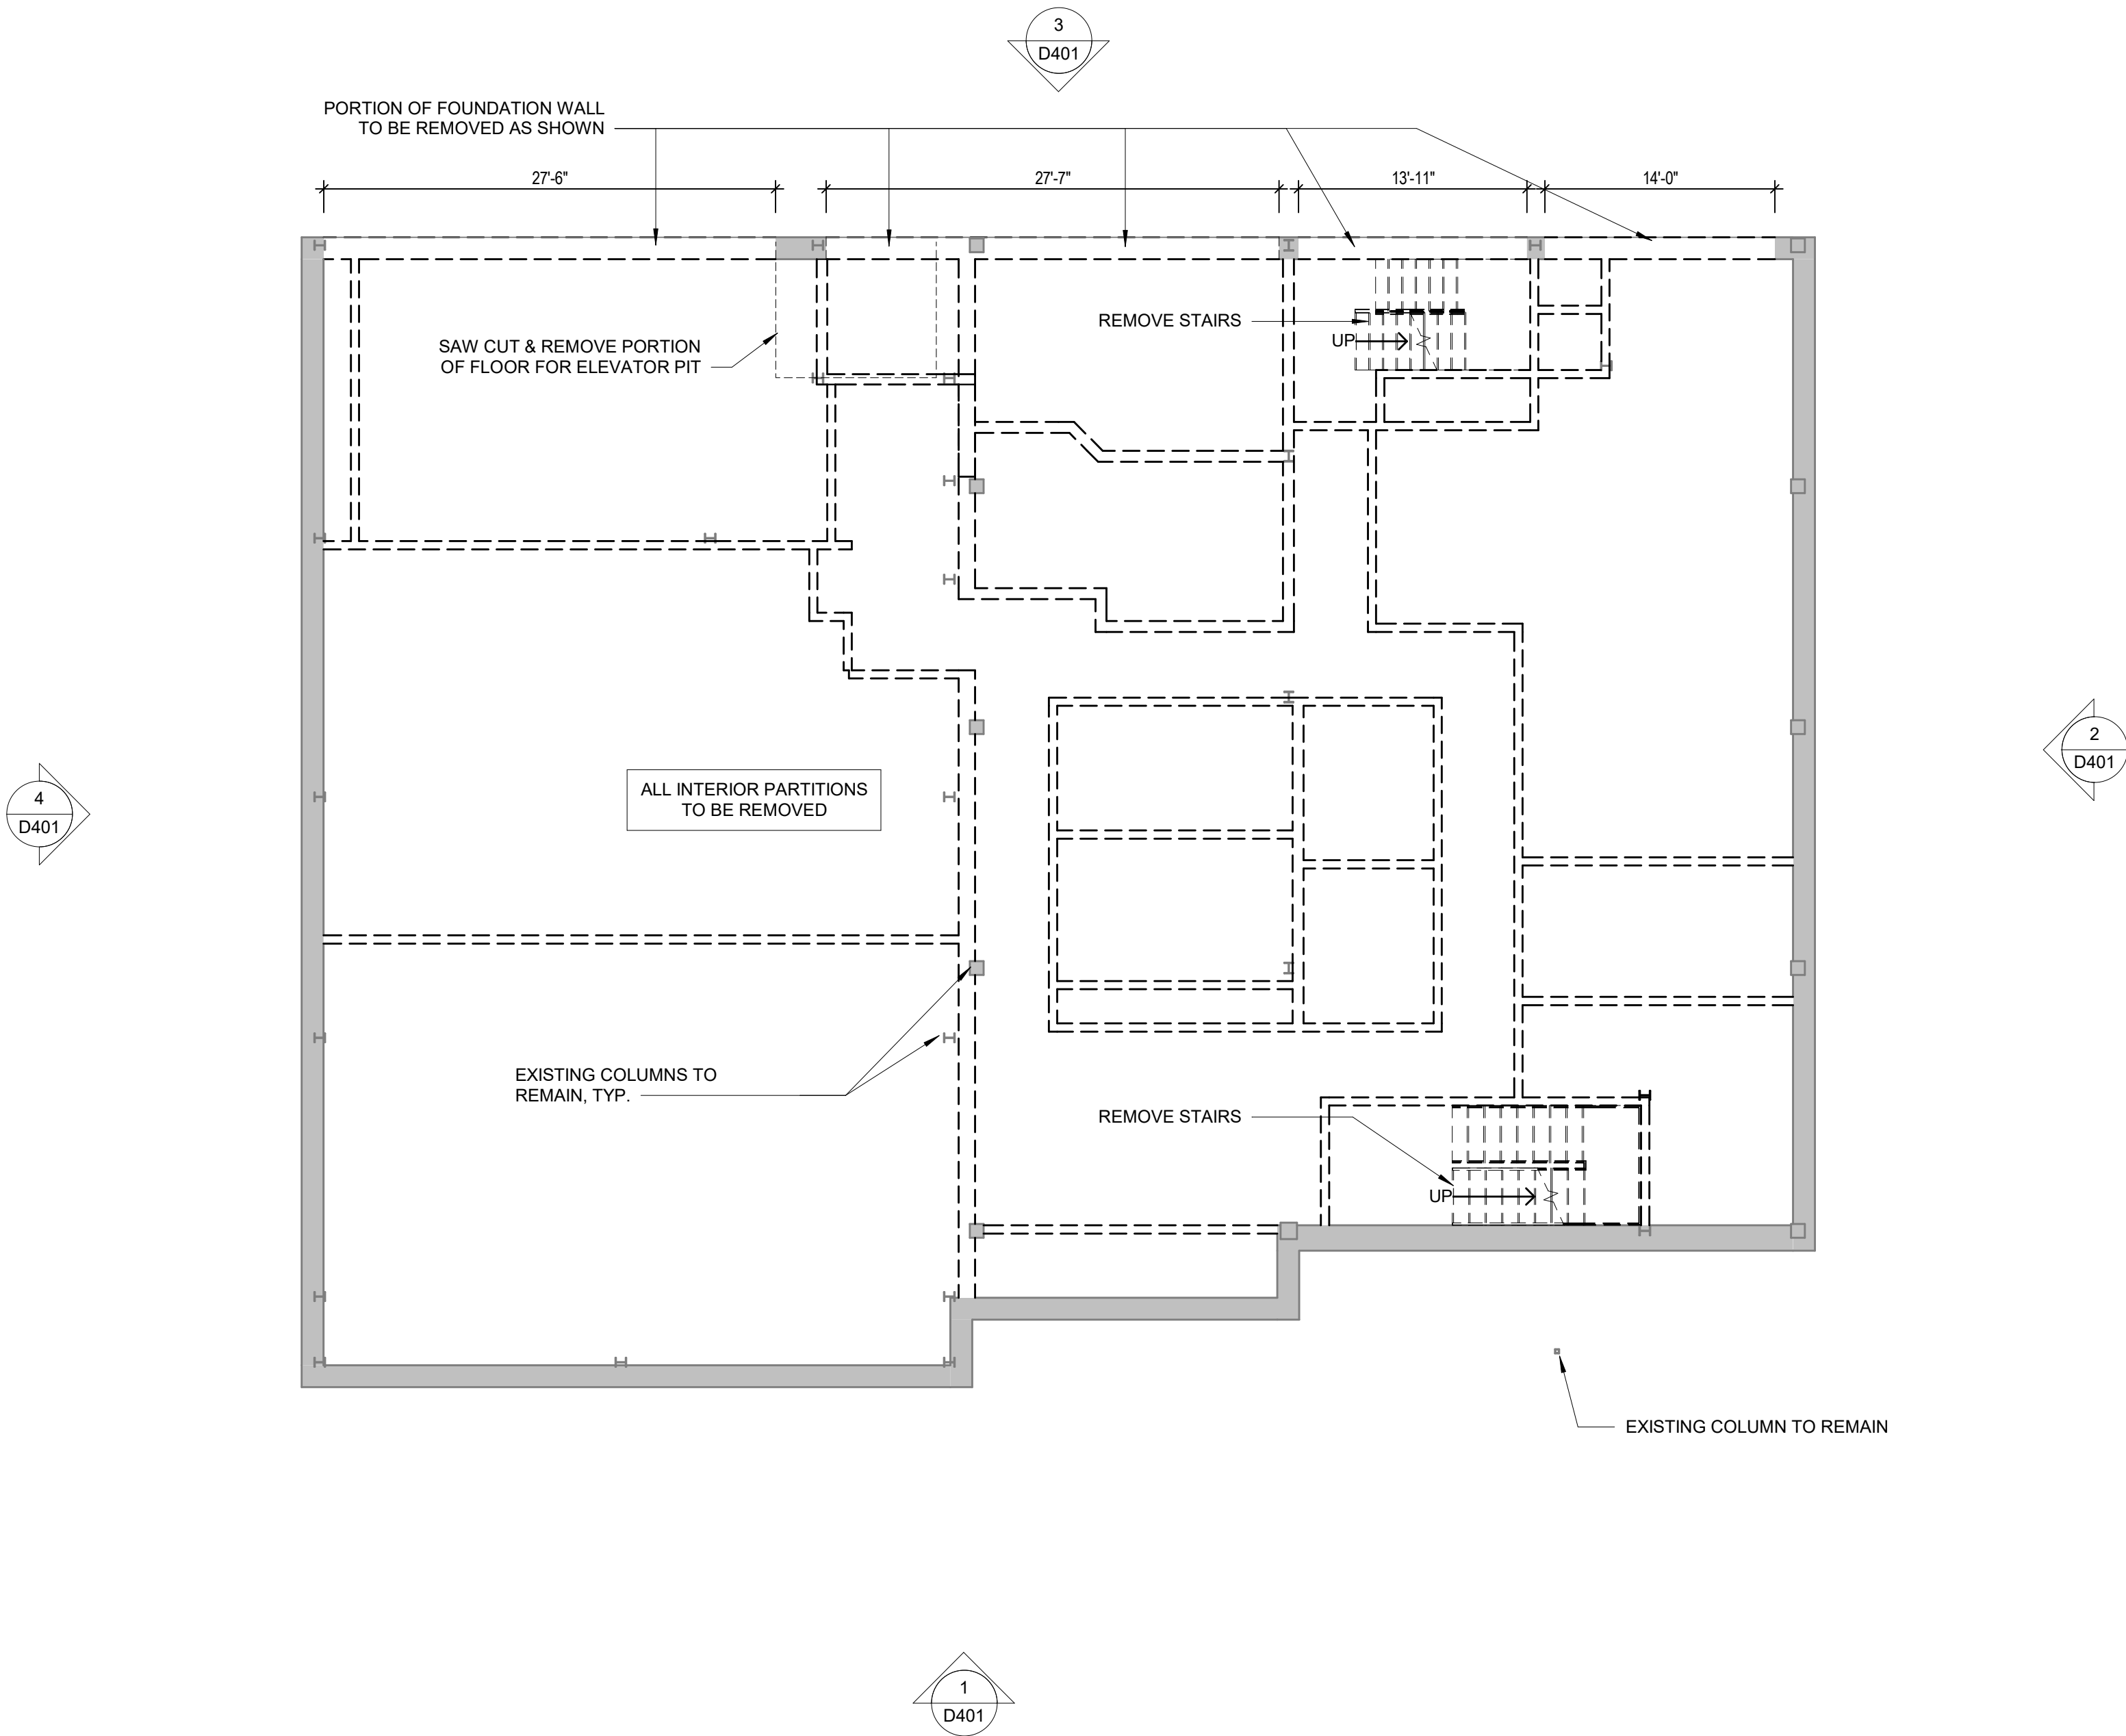 3
D401
PORTION OF FOUNDATION WALL
TO BE REMOVED AS SHOWN
27'-6"
27'-7"
13'-11"
14'-0"
REMOVE STAIRS
UP
SAW CUT & REMOVE PORTION
OF FLOOR FOR ELEVATOR PIT
2
D401
4
D401
ALL INTERIOR PARTITIONS
TO BE REMOVED
EXISTING COLUMNS TO
REMAIN, TYP.
REMOVE STAIRS
UP
EXISTING COLUMN TO REMAIN
1
D401